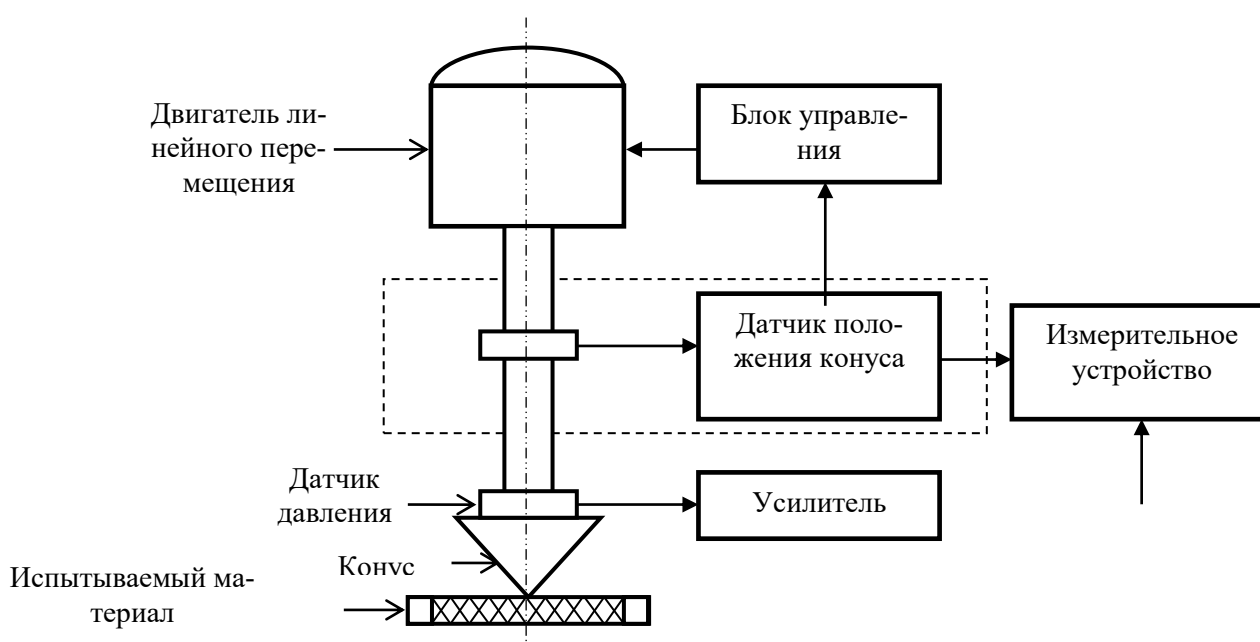 Двигатель ли-
нейного пере-
мещения
Блок управле-
ния
Датчик поло-
жения конуса
Измерительное
устройство
Датчик
давления
Усилитель
Конус
Испытываемый ма-
териал